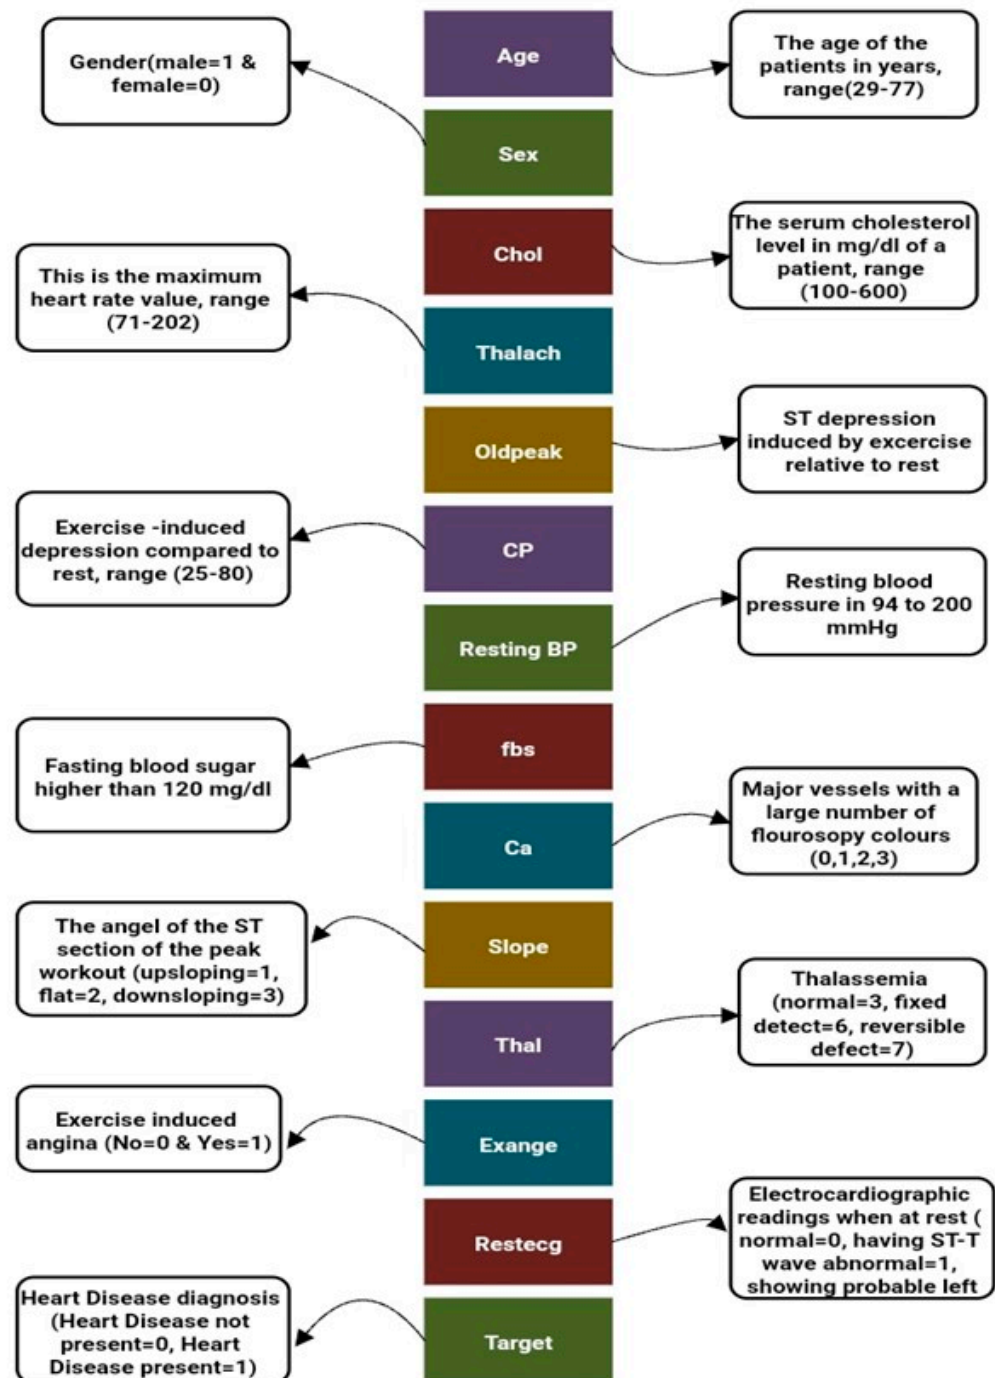 Age
The age of the
patients in years,
range(29-77)
Gender(male=1 &
female=0)
Sex
Chol
The serum cholesterol
level in mg/dl of a
patient, range
(100-600)
This is the maximum
heart rate value, range
(71-202)
Thalach
Oldpeak
ST depression
induced by excercise
relative to rest
Exercise -induced
depression compared to
rest, range (25-80)
CP
Resting BP
Resting blood
pressure in 94 to 200
mmHg
fbs
Fasting blood sugar
higher than 120 mg/dl
Ca
Major vessels with a
large number of
flourosopy colours
(0,1,2,3)
The angel of the ST
section of the peak
workout (upsloping=1,
flat=2, downsloping=3)
Slope
Thal
Thalassemia
(normal=3, fixed
detect=6, reversible
defect=7)
Exercise induced
angina (No=0 & Yes=1)
Exange
Restecg
Electrocardiographic
readings when at rest (
normal=0, having ST-T
wave abnormal=1,
showing probable left
Heart Disease diagnosis
(Heart Disease not
present=0, Heart
Disease present=1)
Target